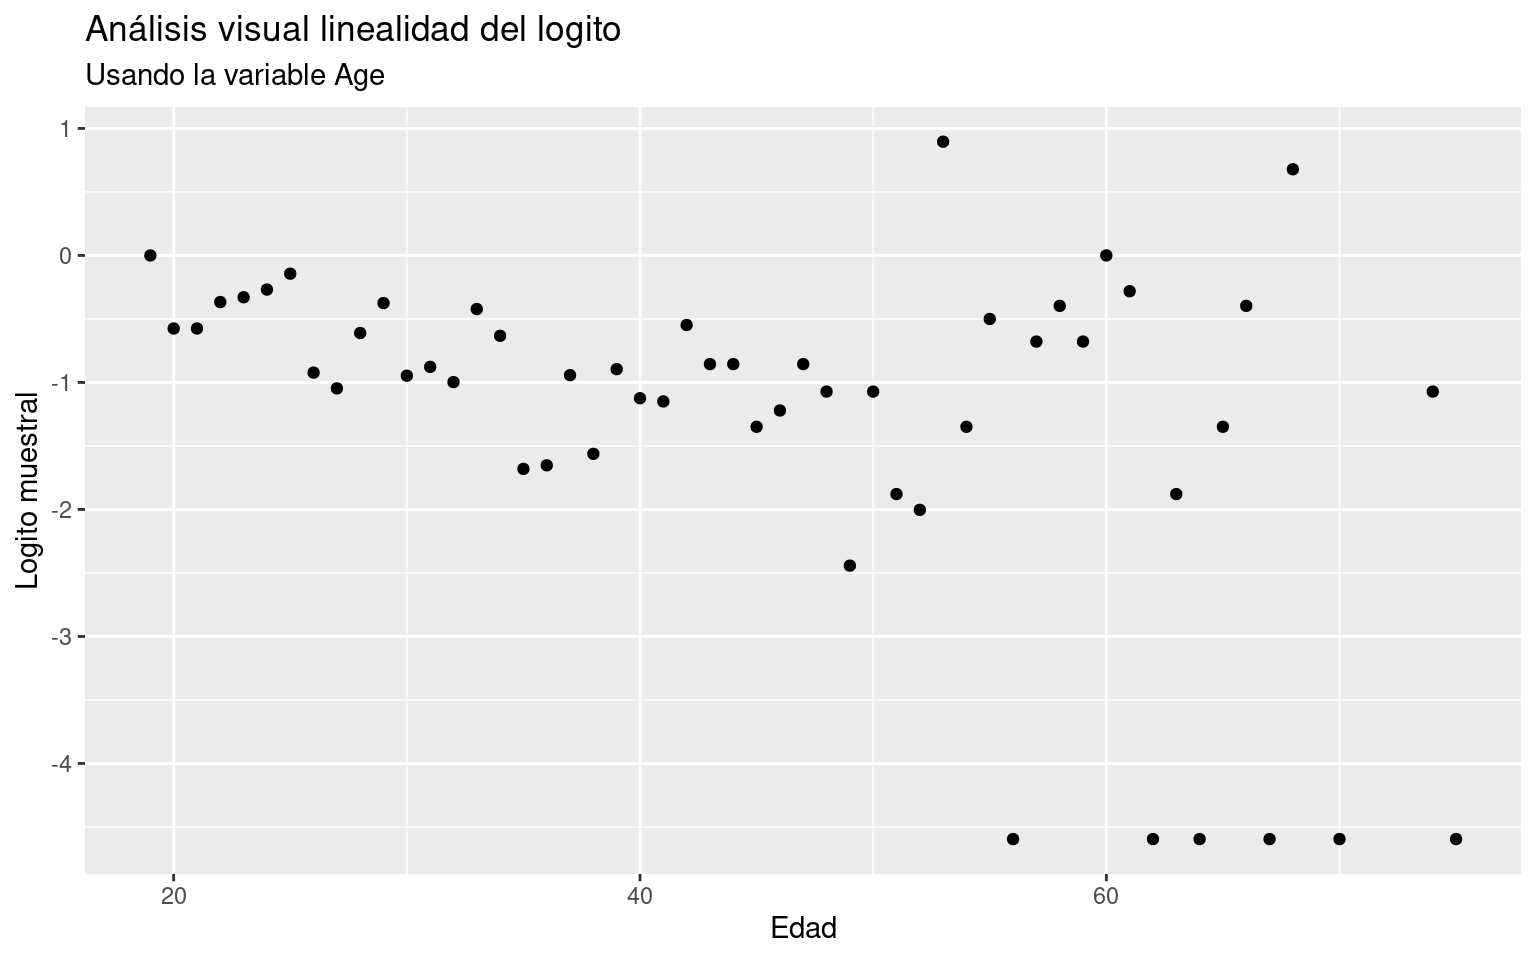 Análisis visual linealidad del logito
Usando la variable Age
1
0
-1
-2
-3
-4
Logito muestral
20 40 60
Edad